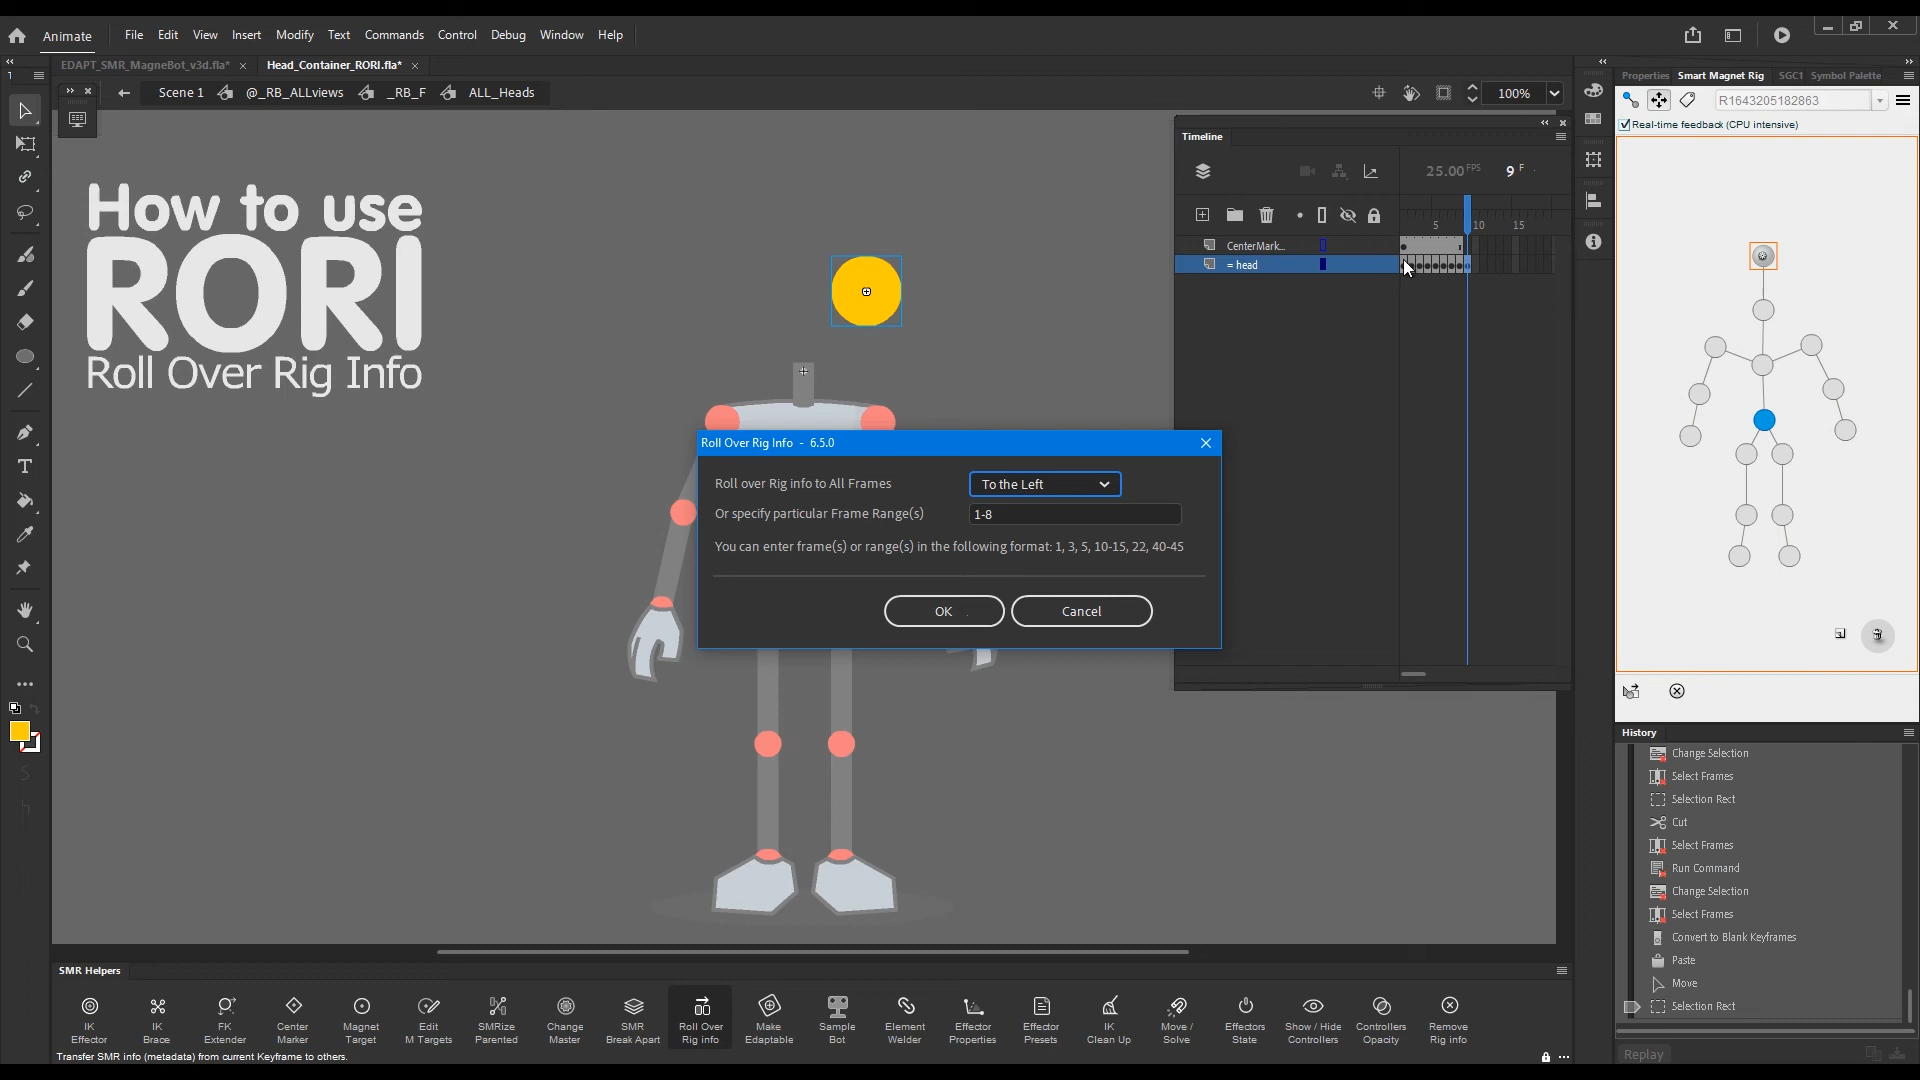 Animate
File Edit View Insert Modify Text Commands Control Debug Window Help
EDAPT_SMR_MagneBot_v3d.fla*
Head_Container_RORI.fla*
Scene 1 @_RB_ALLviews _RB_F ALL_Heads
100%
How to use
RORI
Roll Over Rig Info
Timeline
25.00 FPS 9 F
5 10 15
CenterMark...
= head
Roll Over Rig Info - 6.5.0
Roll over Rig info to All Frames
To the Left
Or specify particular Frame Range(s)
1-8
You can enter frame(s) or range(s) in the following format: 1, 3, 5, 10-15, 22, 40-45
OK
Cancel
Properties Smart Magnet Rig SGC1 Symbol Palette
R1643205182863
Real-time feedback (CPU intensive)
History
Change Selection
Select Frames
Selection Rect
Cut
Select Frames
Run Command
Change Selection
Select Frames
Convert to Blank Keyframes
Paste
Move
Selection Rect
Replay
SMR Helpers
IK Effector
IK Brace
FK Extender
Center Marker
Magnet Target
Edit M Targets
SMRize Parented
Change Master
SMR Break Apart
Roll Over Rig info
Make Adaptable
Sample Bot
Element Welder
Effector Properties
Effector Presets
IK Clean Up
Move / Solve
Effectors State
Show / Hide Controllers
Controllers Opacity
Remove Rig info
Transfer SMR info (metadata) from current Keyframe to others.